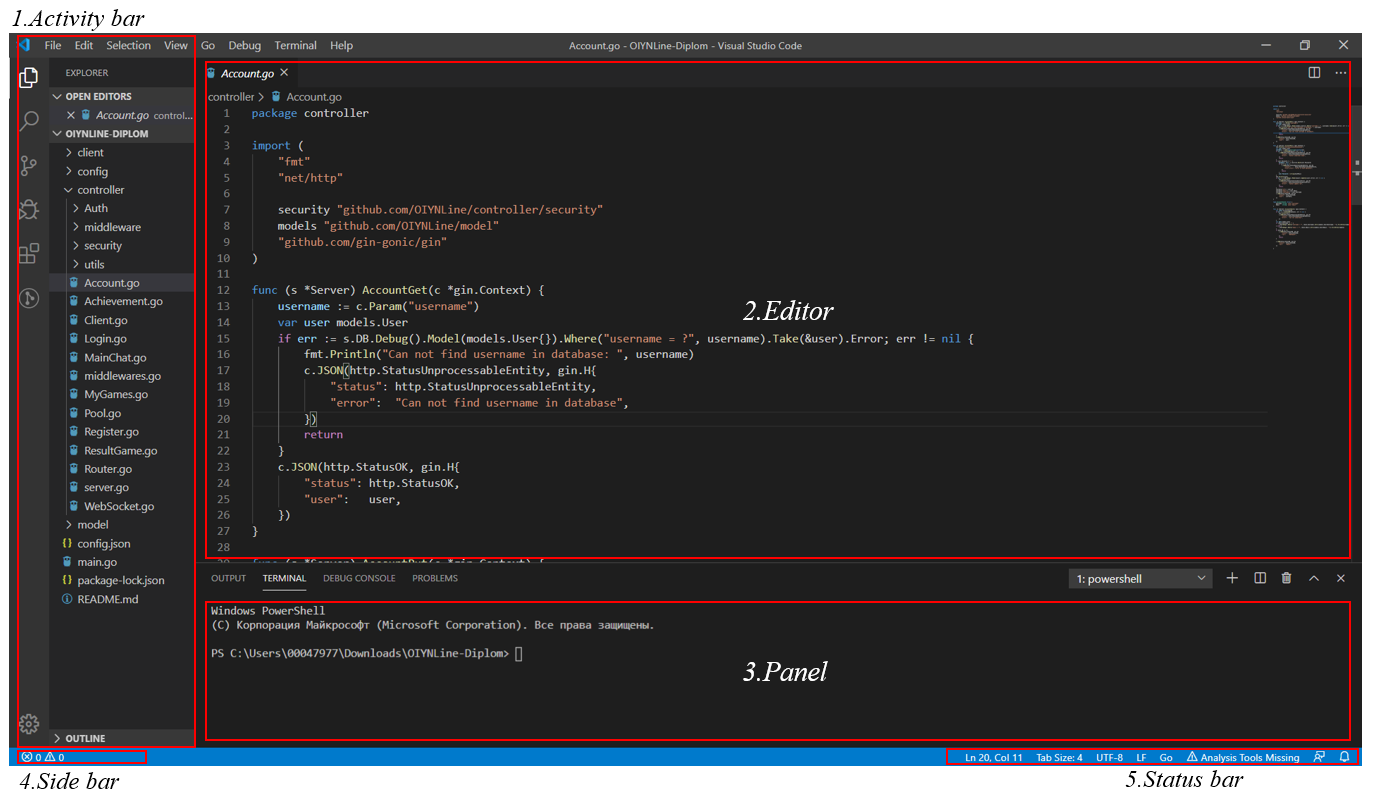 1.Activity bar
File Edit Selection View Go Debug Terminal Help
Account.go - OIYNLine-Diplom - Visual Studio Code
EXPLORER
OPEN EDITORS
Account.go control...
OIYNLINE-DIPLOM
client
config
controller
Auth
middleware
security
utils
Account.go
Achievement.go
Client.go
Login.go
MainChat.go
middlewares.go
MyGames.go
Pool.go
Register.go
ResultGame.go
Router.go
server.go
WebSocket.go
model
config.json
main.go
package-lock.json
README.md
OUTLINE
Account.go
controller > Account.go
1 package controller
2
3 import (
4 "fmt"
5 "net/http"
6
7 security "github.com/OIYNLine/controller/security"
8 models "github.com/OIYNLine/model"
9 "github.com/gin-gonic/gin"
10 )
11
12 func (s *Server) AccountGet(c *gin.Context) {
13 username := c.Param("username")
14 var user models.User
15 if err := s.DB.Debug().Model(models.User{}).Where("username = ?", username).Take(&user).Error; err != nil {
16 fmt.Println("Can not find username in database: ", username)
17 c.JSON(http.StatusUnprocessableEntity, gin.H{
18 "status": http.StatusUnprocessableEntity,
19 "error": "Can not find username in database",
20 })
21 return
22 }
23 c.JSON(http.StatusOK, gin.H{
24 "status": http.StatusOK,
25 "user": user,
26 })
27 }
28
29 func (s *Server) AccountPut(c *gin.Context) {
2.Editor
OUTPUT TERMINAL DEBUG CONSOLE PROBLEMS
1: powershell
Windows PowerShell
(C) Корпорация Майкрософт (Microsoft Corporation). Все права защищены.
PS C:\Users\00047977\Downloads\OIYNLine-Diplom>
3.Panel
0 0
Ln 20, Col 11 Tab Size: 4 UTF-8 LF Go Analysis Tools Missing
4.Side bar
5.Status bar